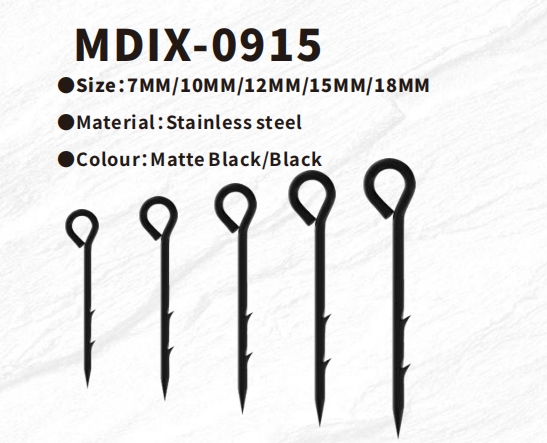 MDIX-0915
●Size:7MM/10MM/12MM/15MM/18MM
●Material:Stainless steel
●Colour:Matte Black/Black